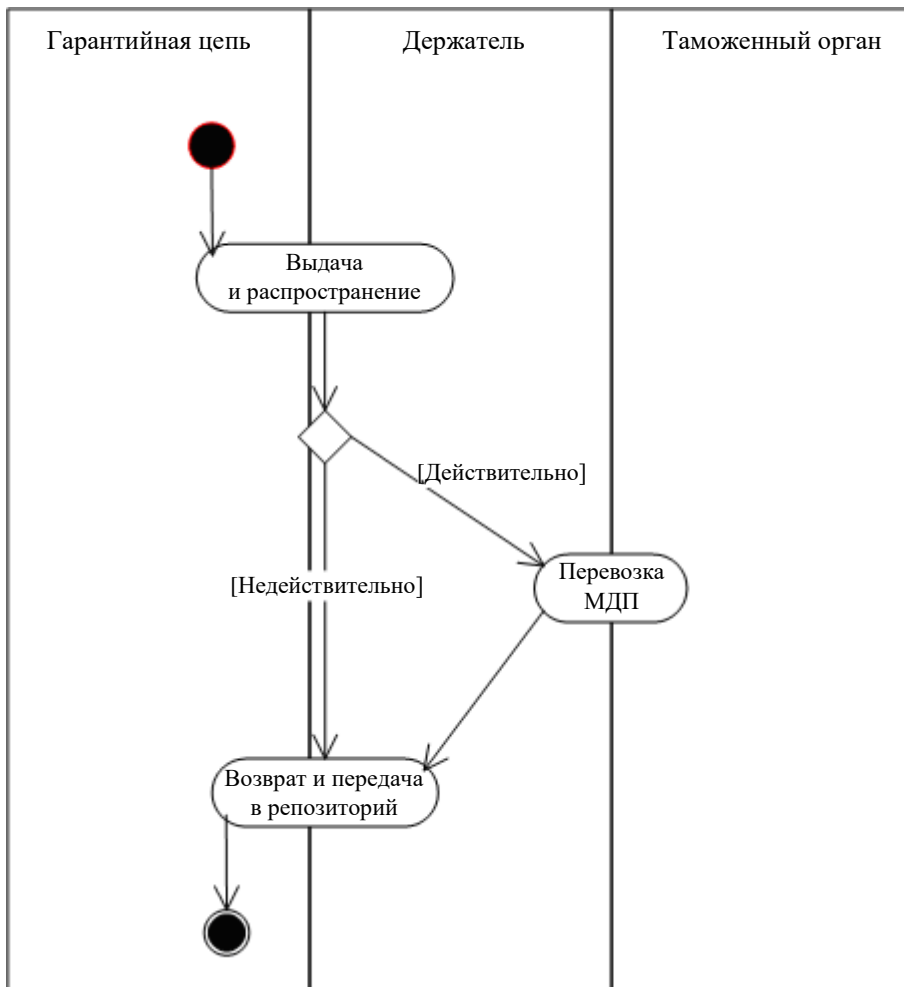 Гарантийная цепь
Держатель
Таможенный орган
Выдача
и распространение
[Действительно]
Перевозка
МДП
[Недействительно]
Возврат и передача
в репозиторий